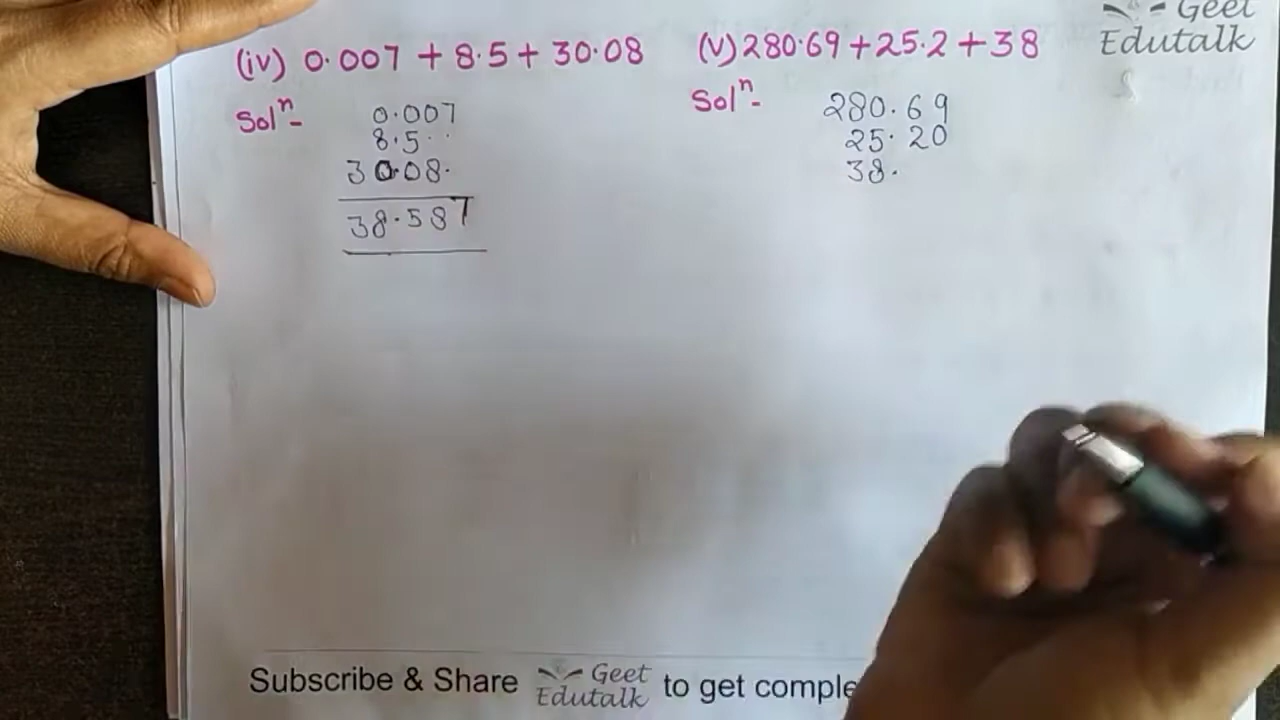 Geet
Edutalk
(iv) 0.007 + 8.5 + 30.08
Solⁿ-
0.007
8.5..
30.08.
38.587
(v) 280.69 + 25.2 + 38
Solⁿ-
280.69
25.20
38.
Subscribe & Share Geet Edutalk to get comple